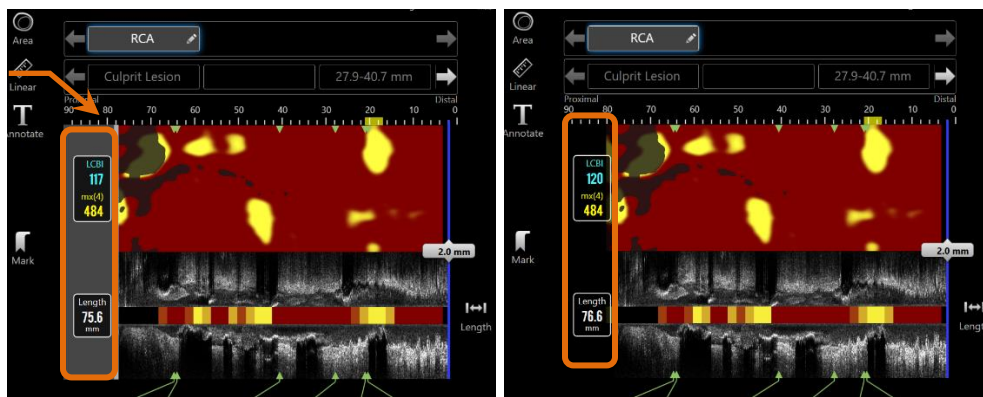 Area
RCA
Linear
Culprit Lesion
27.9-40.7 mm
Proximal
Distal
90 80 70 60 50 40 30 20 10 0
T
Annotate
LCBI
117
mx(4)
484
Mark
2.0 mm
Length
75.6
mm
Length
Area
RCA
Linear
Culprit Lesion
27.9-40.7 mm
Proximal
Distal
90 80 70 60 50 40 30 20 10 0
T
Annotate
LCBI
120
mx(4)
484
Mark
2.0 mm
Length
76.6
mm
Lengt